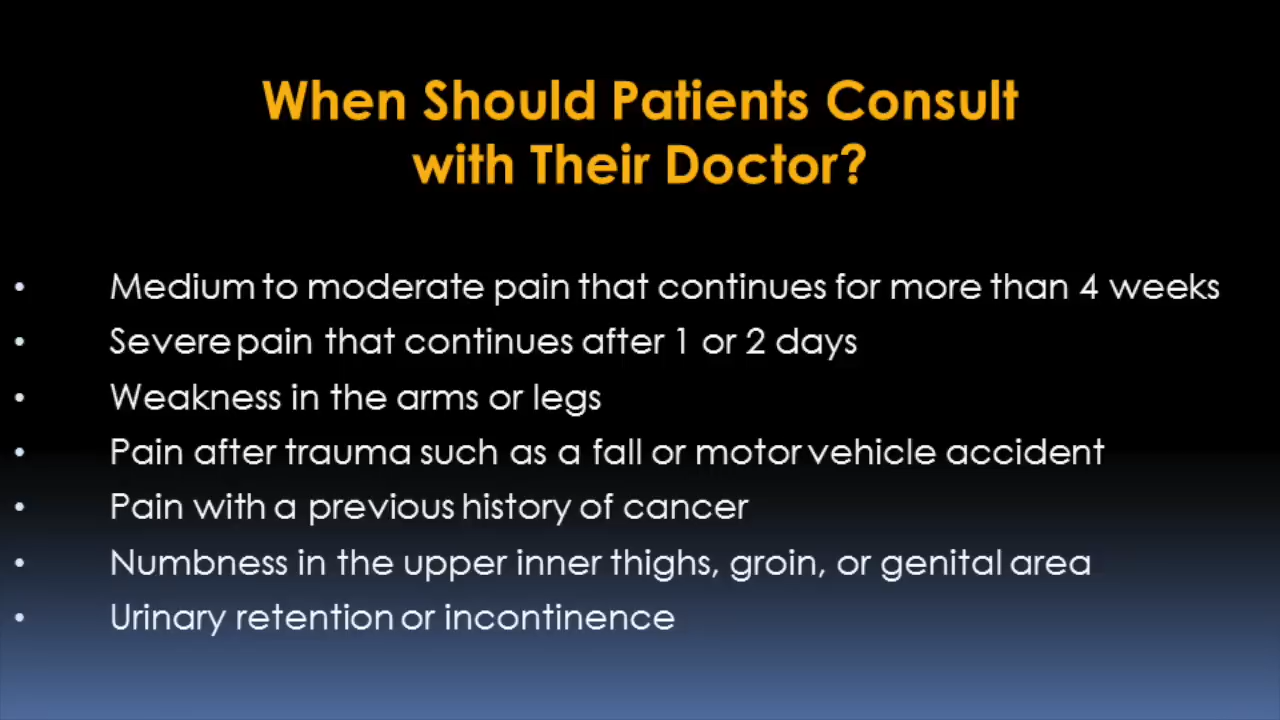 When Should Patients Consult
with Their Doctor?
• Medium to moderate pain that continues for more than 4 weeks
• Severe pain that continues after 1 or 2 days
• Weakness in the arms or legs
• Pain after trauma such as a fall or motor vehicle accident
• Pain with a previous history of cancer
• Numbness in the upper inner thighs, groin, or genital area
• Urinary retention or incontinence